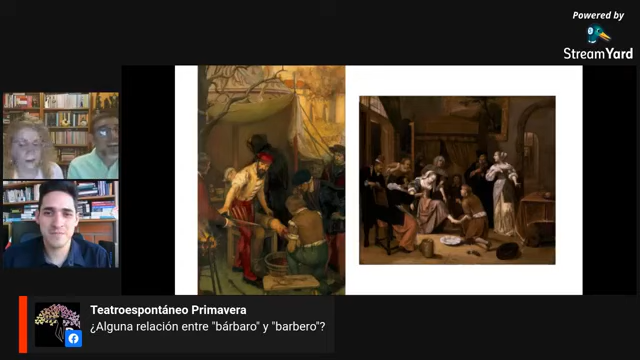 Powered by
StreamYard
Teatroespontáneo Primavera
¿Alguna relación entre "bárbaro" y "barbero"?